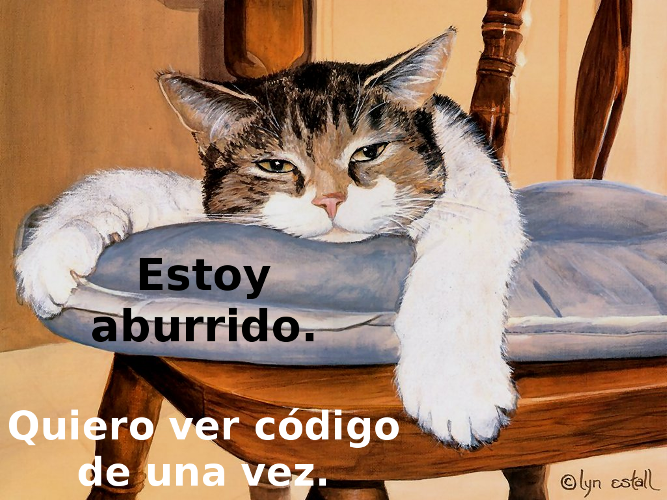 Estoy
aburrido.
Quiero ver código
de una vez.
©lyn estall